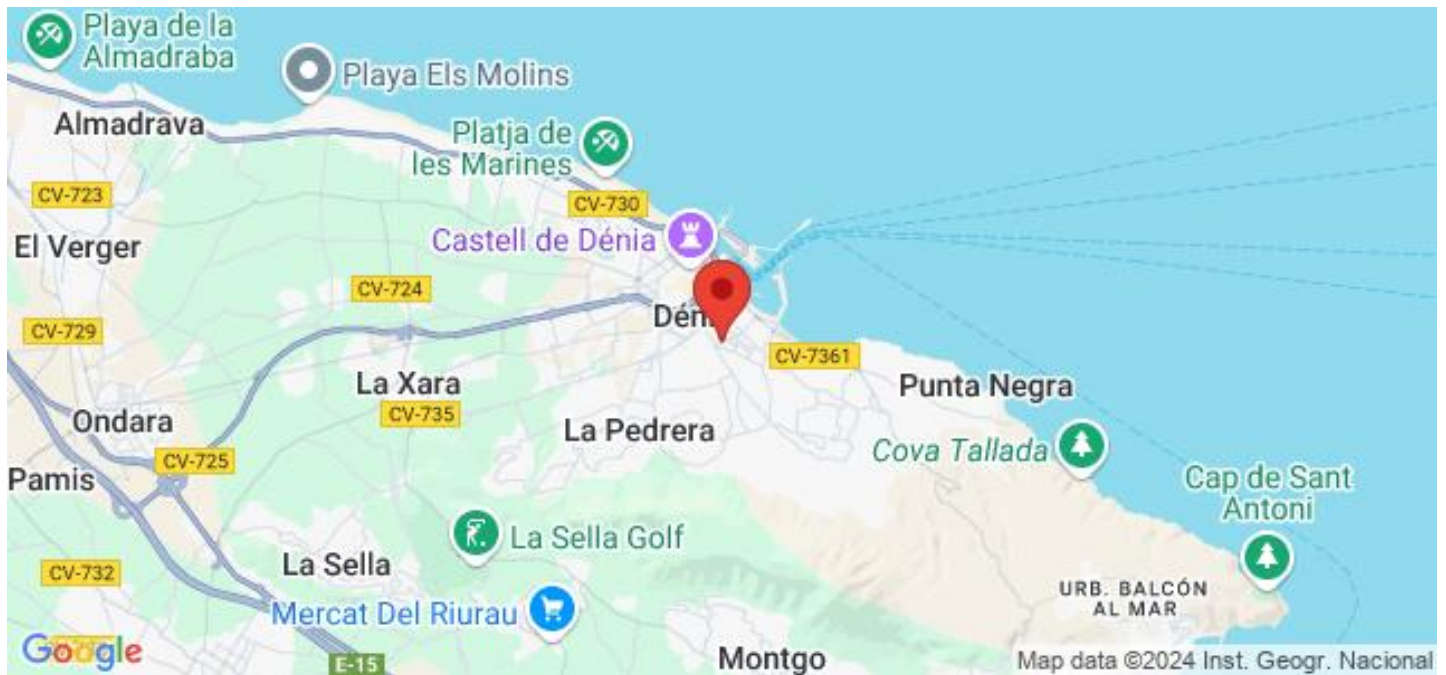 Playa de la
Almadraba
Playa Els Molins
Almadrava
Platja de
les Marines
CV-723
CV-730
El Verger
Castell de Dénia
CV-724
CV-729
CV-7361
La Xara
Punta Negra
CV-735
Ondara
La Pedrera
Cova Tallada
CV-725
Pamis
Cap de Sant
Antoni
La Sella Golf
La Sella
CV-732
URB. BALCÓN
AL MAR
Mercat Del Riurau
Google
E-15
Montgo
Map data ©2024 Inst. Geogr. Nacional